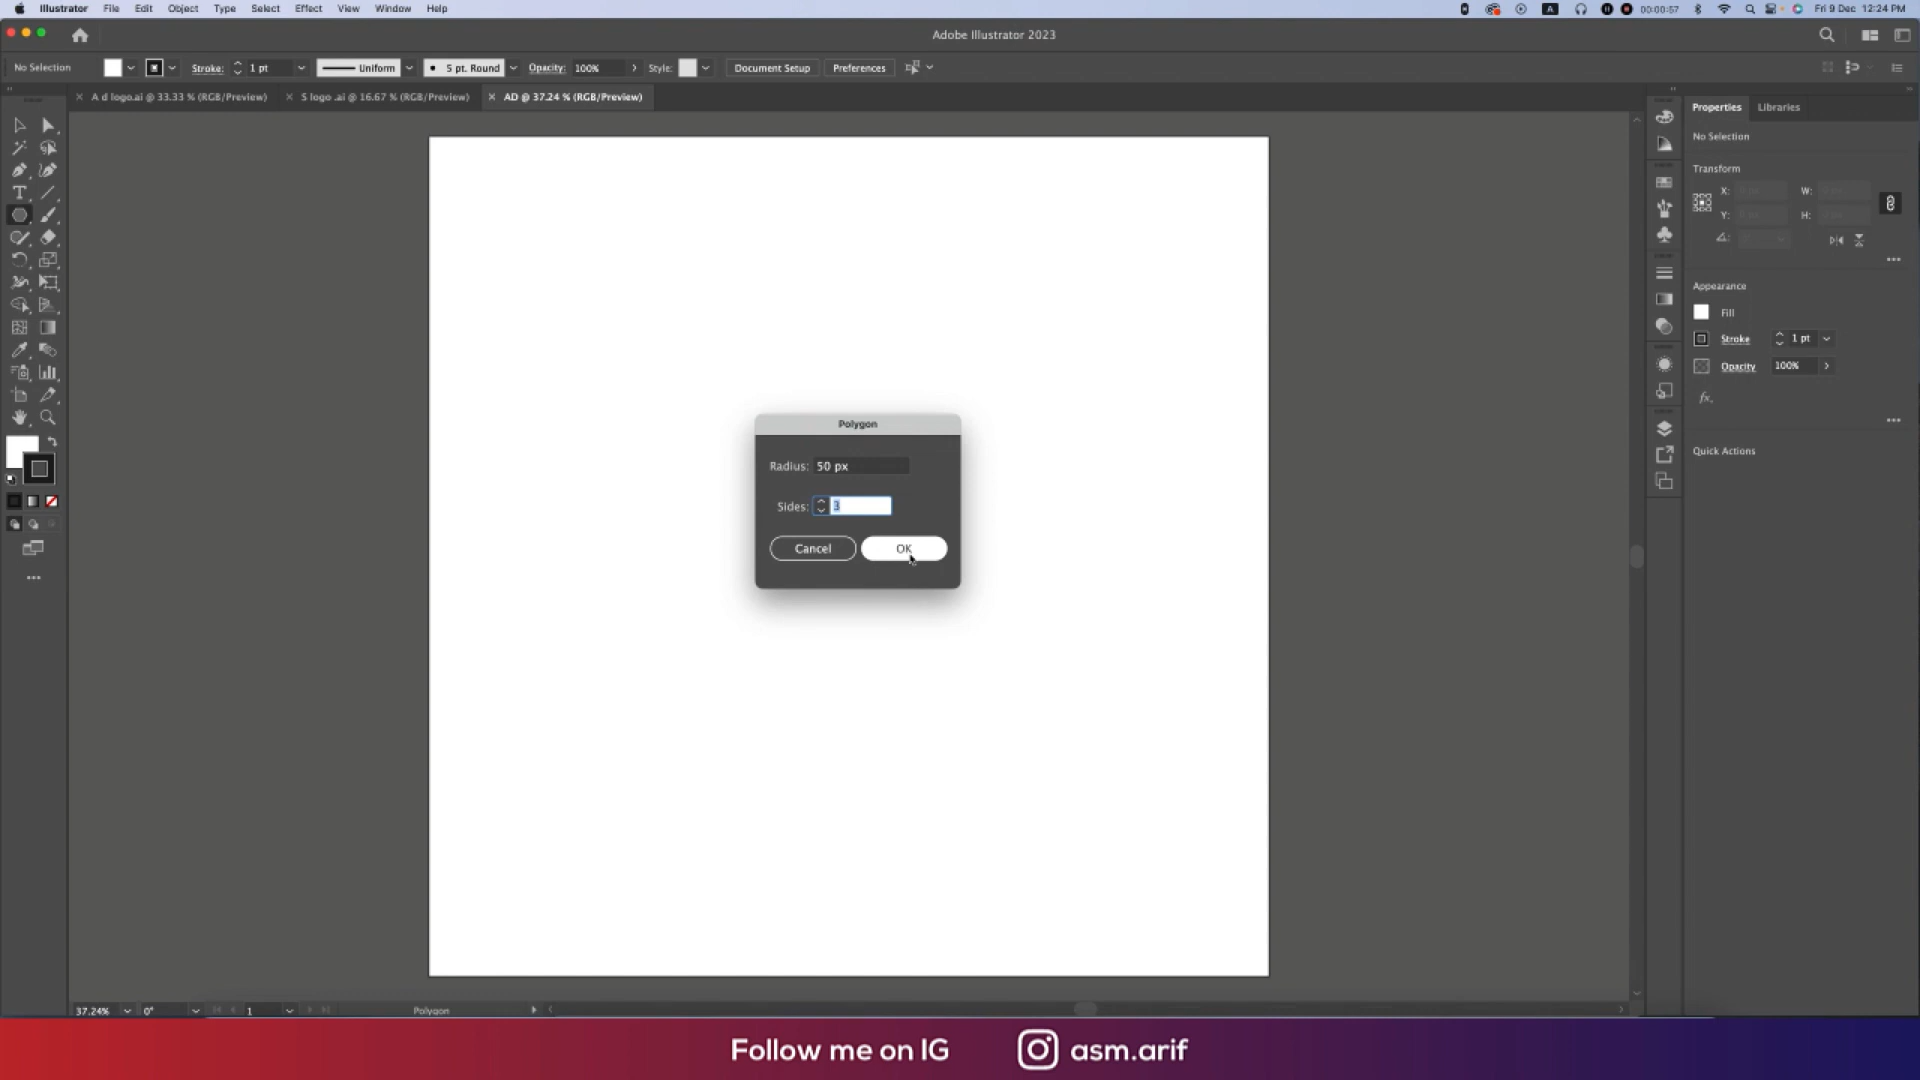 Illustrator File Edit Object Type Select Effect View Window Help
A
00:00:57
Fri 9 Dec 12:24 PM
Adobe Illustrator 2023
No Selection
Stroke: 1 pt
Uniform
5 pt. Round
Opacity: 100%
Style:
Document Setup
Preferences
A d logo.ai @ 33.33 % (RGB/Preview)
S logo .ai @ 16.67 % (RGB/Preview)
AD @ 37.24 % (RGB/Preview)
Properties
Libraries
No Selection
Transform
X:
W:
Y:
H:
Appearance
Fill
Stroke 1 pt
Opacity 100%
fx.
Quick Actions
Polygon
Radius: 50 px
Sides: 3
Cancel
OK
37.24%
0°
1
Polygon
Follow me on IG
asm.arif